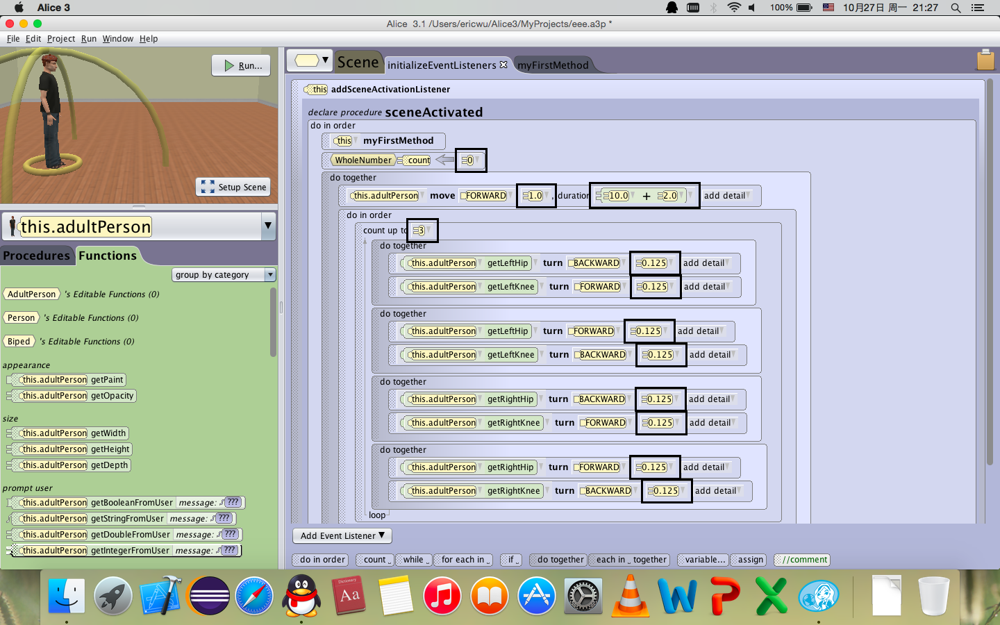 Alice 3
100%
10月27日 周一 21:27
Alice 3.1 /Users/ericwu/Alice3/MyProjects/eee.a3p *
File Edit Project Run Window Help
Run...
Setup Scene
this.adultPerson
Procedures Functions
group by category
AdultPerson 's Editable Functions (0)
Person 's Editable Functions (0)
Biped 's Editable Functions (0)
appearance
this.adultPerson getPaint
this.adultPerson getOpacity
size
this.adultPerson getWidth
this.adultPerson getHeight
this.adultPerson getDepth
prompt user
this.adultPerson getBooleanFromUser message: ???
this.adultPerson getStringFromUser message: ???
this.adultPerson getDoubleFromUser message: ???
this.adultPerson getIntegerFromUser message: ???
Scene initializeEventListeners myFirstMethod
this addSceneActivationListener
declare procedure sceneActivated
do in order
this myFirstMethod
WholeNumber count 0
do together
this.adultPerson move FORWARD 1.0 , duration 10.0 + 2.0 add detail
do in order
count up to 3
do together
this.adultPerson getLeftHip turn BACKWARD 0.125 add detail
this.adultPerson getLeftKnee turn FORWARD 0.125 add detail
do together
this.adultPerson getLeftHip turn FORWARD 0.125 add detail
this.adultPerson getLeftKnee turn BACKWARD 0.125 add detail
do together
this.adultPerson getRightHip turn BACKWARD 0.125 add detail
this.adultPerson getRightKnee turn FORWARD 0.125 add detail
do together
this.adultPerson getRightHip turn FORWARD 0.125 add detail
this.adultPerson getRightKnee turn BACKWARD 0.125 add detail
loop
Add Event Listener
do in order count _ while _ for each in _ if _ do together each in _ together variable... assign //comment
Dictionary
Aa